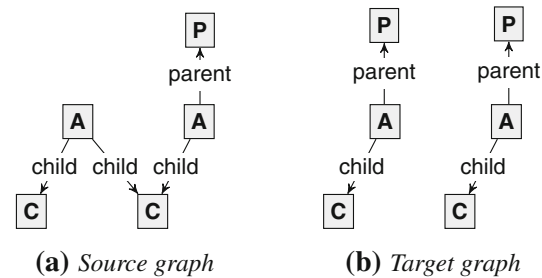 P P P
parent parent parent
A A A A
child child child child child
C C C C
(a) Source graph (b) Target graph